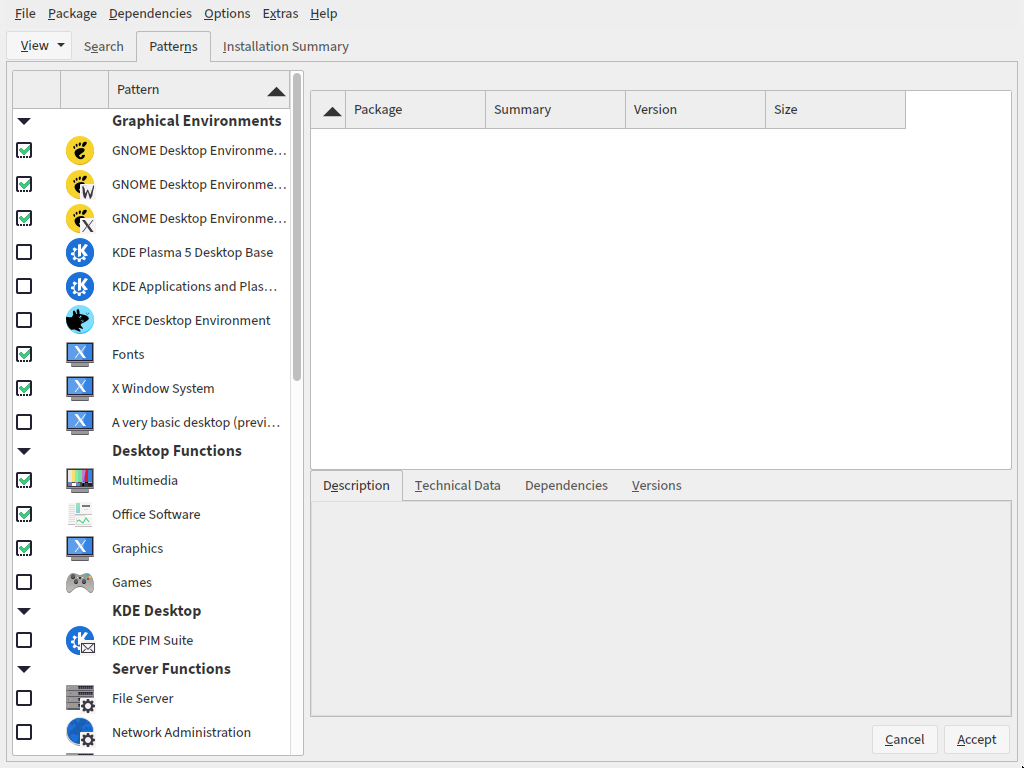 File Package Dependencies Options Extras Help
View Search Patterns Installation Summary
Pattern
Graphical Environments
GNOME Desktop Environme...
GNOME Desktop Environme...
GNOME Desktop Environme...
KDE Plasma 5 Desktop Base
KDE Applications and Plas...
XFCE Desktop Environment
Fonts
X Window System
A very basic desktop (previ...
Desktop Functions
Multimedia
Office Software
Graphics
Games
KDE Desktop
KDE PIM Suite
Server Functions
File Server
Network Administration
Package Summary Version Size
Description Technical Data Dependencies Versions
Cancel Accept